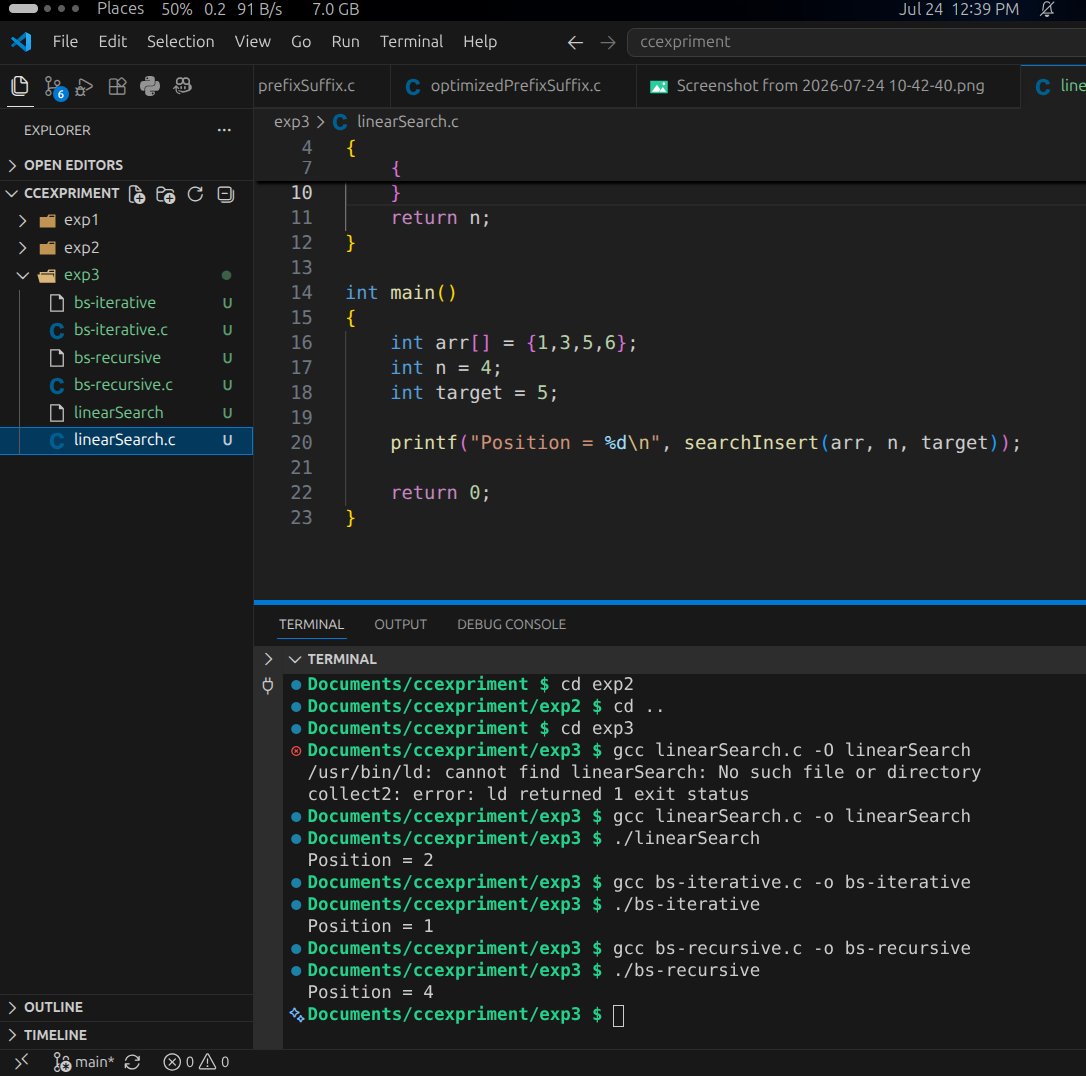 Places 50% 0.2 91 B/s 7.0 GB Jul 24 12:39 PM
File Edit Selection View Go Run Terminal Help ccexpriment
6
prefixSuffix.c C optimizedPrefixSuffix.c Screenshot from 2026-07-24 10-42-40.png C line
EXPLORER
exp3 > C linearSearch.c
OPEN EDITORS
CCEXPRIMENT
exp1
exp2
exp3
bs-iterative U
C bs-iterative.c U
bs-recursive U
C bs-recursive.c U
linearSearch U
C linearSearch.c U
4 {
7 {
10 }
11 return n;
12 }
13
14 int main()
15 {
16 int arr[] = {1,3,5,6};
17 int n = 4;
18 int target = 5;
19
20 printf("Position = %d\n", searchInsert(arr, n, target));
21
22 return 0;
23 }
TERMINAL OUTPUT DEBUG CONSOLE
TERMINAL
Documents/ccexpriment $ cd exp2
Documents/ccexpriment/exp2 $ cd ..
Documents/ccexpriment $ cd exp3
Documents/ccexpriment/exp3 $ gcc linearSearch.c -O linearSearch
/usr/bin/ld: cannot find linearSearch: No such file or directory
collect2: error: ld returned 1 exit status
Documents/ccexpriment/exp3 $ gcc linearSearch.c -o linearSearch
Documents/ccexpriment/exp3 $ ./linearSearch
Position = 2
Documents/ccexpriment/exp3 $ gcc bs-iterative.c -o bs-iterative
Documents/ccexpriment/exp3 $ ./bs-iterative
Position = 1
Documents/ccexpriment/exp3 $ gcc bs-recursive.c -o bs-recursive
Documents/ccexpriment/exp3 $ ./bs-recursive
Position = 4
Documents/ccexpriment/exp3 $
OUTLINE
TIMELINE
main* 0 0